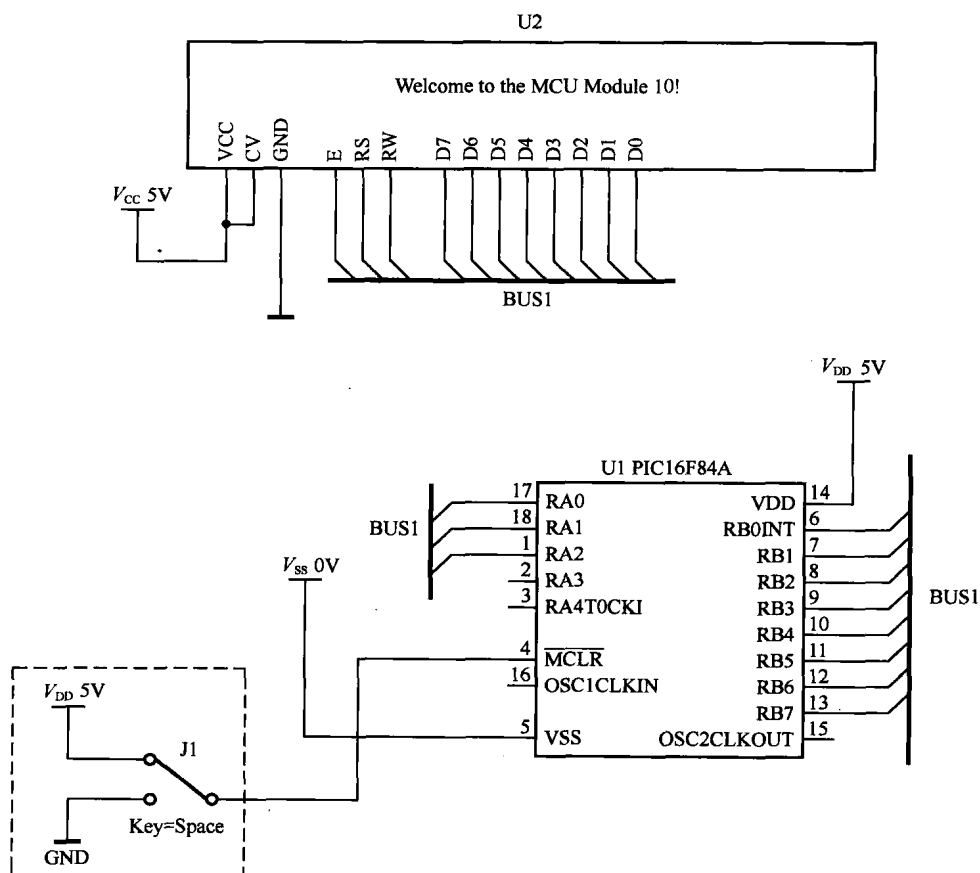 U2
Welcome to the MCU Module 10!
VCC
CV
GND
E
RS
RW
D7
D6
D5
D4
D3
D2
D1
D0
VCC 5V
BUS1
VDD 5V
U1 PIC16F84A
BUS1
17 RA0
18 RA1
1 RA2
2 RA3
3 RA4T0CKI
4 MCLR
16 OSC1CLKIN
5 VSS
VDD 14
RB0INT 6
RB1 7
RB2 8
RB3 9
RB4 10
RB5 11
RB6 12
RB7 13
OSC2CLKOUT 15
BUS1
VSS 0V
VDD 5V
J1
Key=Space
GND